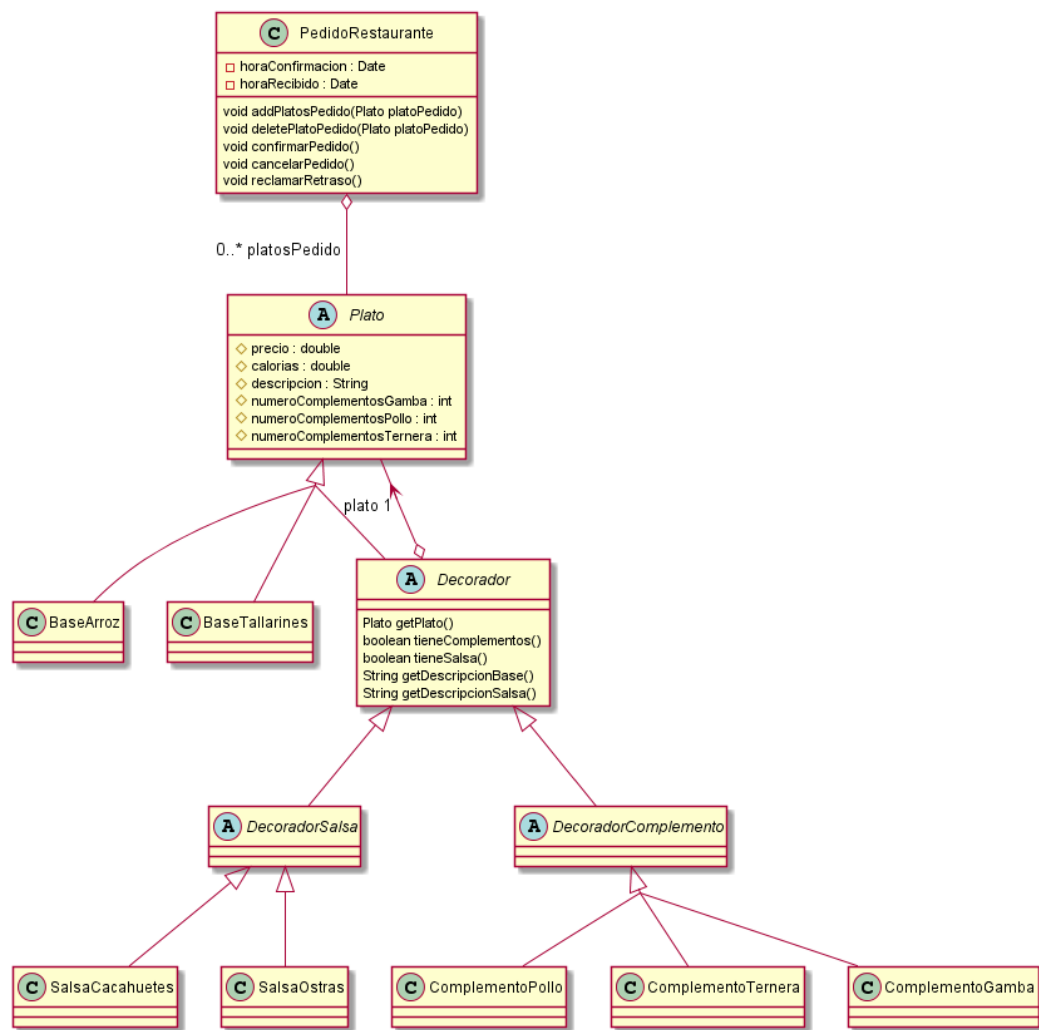 C PedidoRestaurante
horaConfirmacion : Date
horaRecibido : Date
void addPlatosPedido(Plato platoPedido)
void deletePlatoPedido(Plato platoPedido)
void confirmarPedido()
void cancelarPedido()
void reclamarRetraso()
0..* platosPedido
A Plato
precio : double
calorias : double
descripcion : String
numeroComplementosGamba : int
numeroComplementosPollo : int
numeroComplementosTernera : int
plato 1
C BaseArroz
C BaseTallarines
A Decorador
Plato getPlato()
boolean tieneComplementos()
boolean tieneSalsa()
String getDescripcionBase()
String getDescripcionSalsa()
A DecoradorSalsa
A DecoradorComplemento
C SalsaCacahuetes
C SalsaOstras
C ComplementoPollo
C ComplementoTernera
C ComplementoGamba